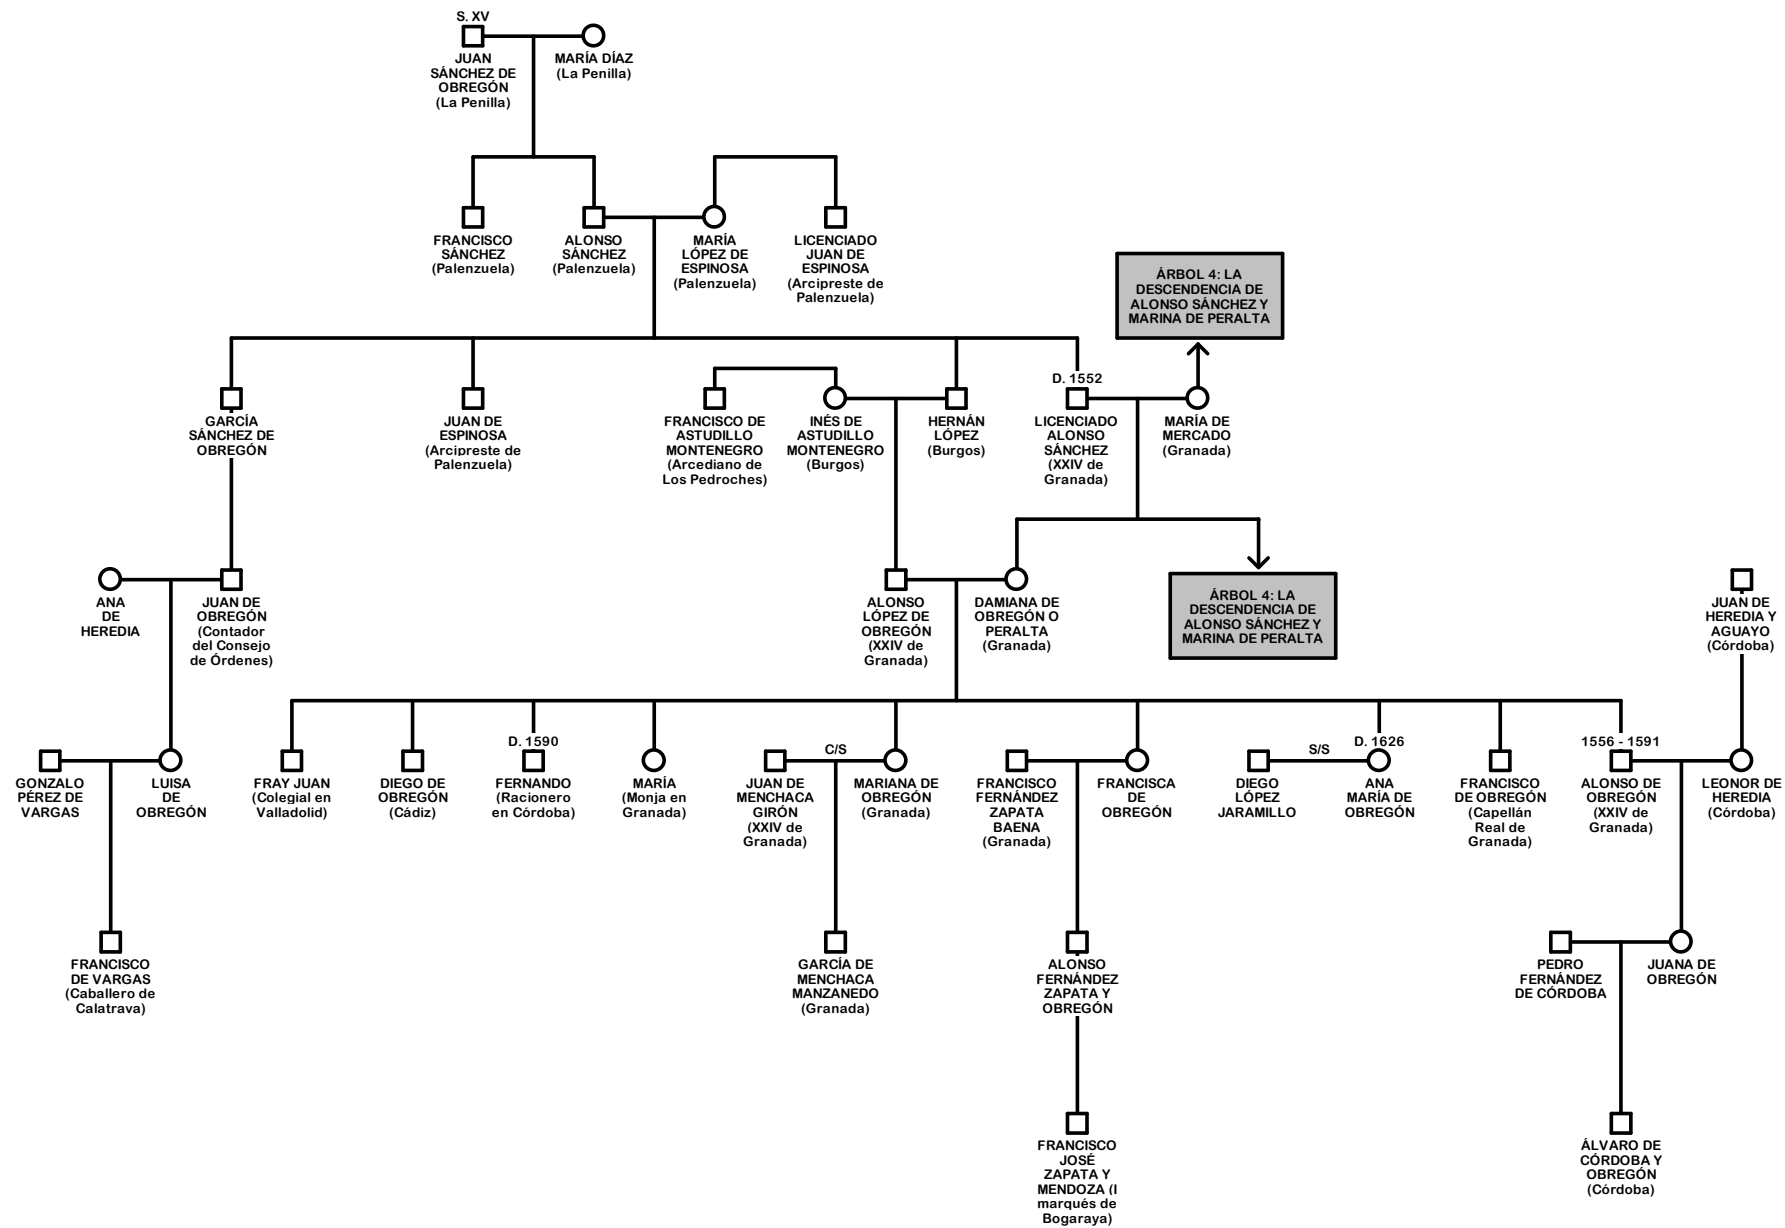 S. XV
JUAN
SÁNCHEZ DE
OBREGÓN
(La Penilla)
MARÍA DÍAZ
(La Penilla)
FRANCISCO
SÁNCHEZ
(Palenzuela)
ALONSO
SÁNCHEZ
(Palenzuela)
MARÍA
LÓPEZ DE
ESPINOSA
(Palenzuela)
LICENCIADO
JUAN DE
ESPINOSA
(Arcipreste de
Palenzuela)
ÁRBOL 4: LA
DESCENDENCIA DE
ALONSO SÁNCHEZ Y
MARINA DE PERALTA
GARCÍA
SÁNCHEZ DE
OBREGÓN
JUAN DE
ESPINOSA
(Arcipreste de
Palenzuela)
FRANCISCO DE
ASTUDILLO
MONTENEGRO
(Arcediano de
Los Pedroches)
INÉS DE
ASTUDILLO
MONTENEGRO
(Burgos)
HERNÁN
LÓPEZ
(Burgos)
D. 1552
LICENCIADO
ALONSO
SÁNCHEZ
(XXIV de
Granada)
MARÍA DE
MERCADO
(Granada)
ANA
DE
HEREDIA
JUAN DE
OBREGÓN
(Contador
del Consejo
de Órdenes)
ALONSO
LÓPEZ DE
OBREGÓN
(XXIV de
Granada)
DAMIANA DE
OBREGÓN O
PERALTA
(Granada)
ÁRBOL 4: LA
DESCENDENCIA DE
ALONSO SÁNCHEZ Y
MARINA DE PERALTA
JUAN DE
HEREDIA Y
AGUAYO
(Córdoba)
GONZALO
PÉREZ DE
VARGAS
LUISA
DE
OBREGÓN
FRAY JUAN
(Colegial en
Valladolid)
DIEGO DE
OBREGÓN
(Cádiz)
D. 1590
FERNANDO
(Racionero
en Córdoba)
MARÍA
(Monja en
Granada)
JUAN DE
MENCHACA
GIRÓN
(XXIV de
Granada)
C/S
MARIANA DE
OBREGÓN
(Granada)
FRANCISCO
FERNÁNDEZ
ZAPATA
BAENA
(Granada)
FRANCISCA
DE
OBREGÓN
DIEGO
LÓPEZ
JARAMILLO
S/S
D. 1626
ANA
MARÍA DE
OBREGÓN
FRANCISCO
DE OBREGÓN
(Capellán
Real de
Granada)
1556 - 1591
ALONSO DE
OBREGÓN
(XXIV de
Granada)
LEONOR DE
HEREDIA
(Córdoba)
FRANCISCO
DE VARGAS
(Caballero de
Calatrava)
GARCÍA DE
MENCHACA
MANZANEDO
(Granada)
ALONSO
FERNÁNDEZ
ZAPATA Y
OBREGÓN
PEDRO
FERNÁNDEZ
DE CÓRDOBA
JUANA DE
OBREGÓN
FRANCISCO
JOSÉ
ZAPATA Y
MENDOZA (I
marqués de
Bogaraya)
ÁLVARO DE
CÓRDOBA Y
OBREGÓN
(Córdoba)